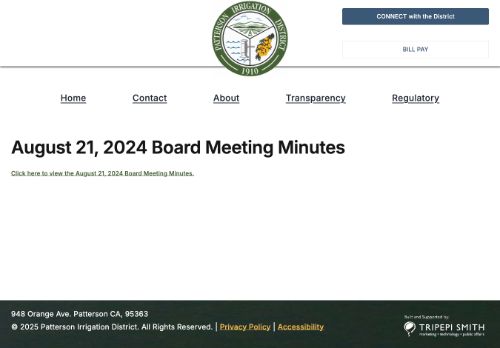 PATTERSON IRRIGATION DISTRICT
1910
CONNECT with the District
BILL PAY
Home Contact About Transparency Regulatory
August 21, 2024 Board Meeting Minutes
Click here to view the August 21, 2024 Board Meeting Minutes.
948 Orange Ave. Patterson CA, 95363
© 2025 Patterson Irrigation District. All Rights Reserved. | Privacy Policy | Accessibility
Built and Supported by:
TRIPEPI SMITH
marketing • technology • public affairs